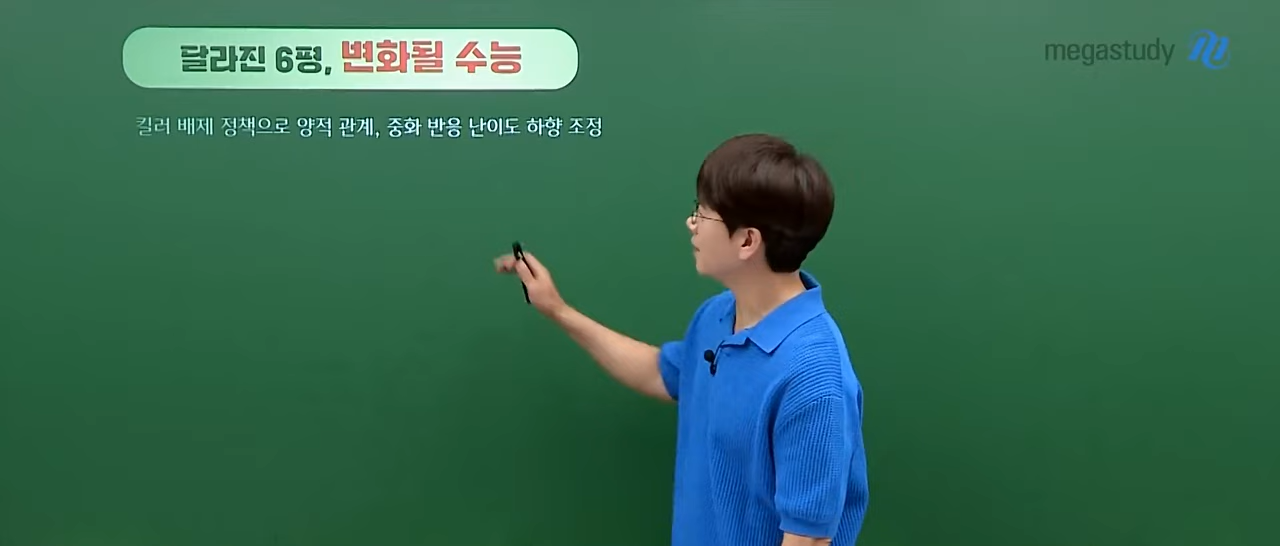 달라진 6평, 변화될 수능
megastudy
킬러 배제 정책으로 양적 관계, 중화 반응 난이도 하향 조정